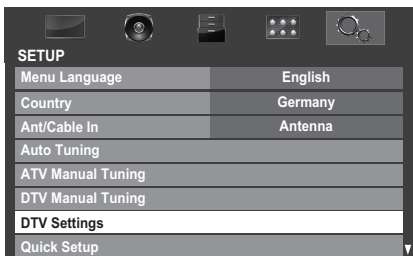 SETUP
Menu Language English
Country Germany
Ant/Cable In Antenna
Auto Tuning
ATV Manual Tuning
DTV Manual Tuning
DTV Settings
Quick Setup